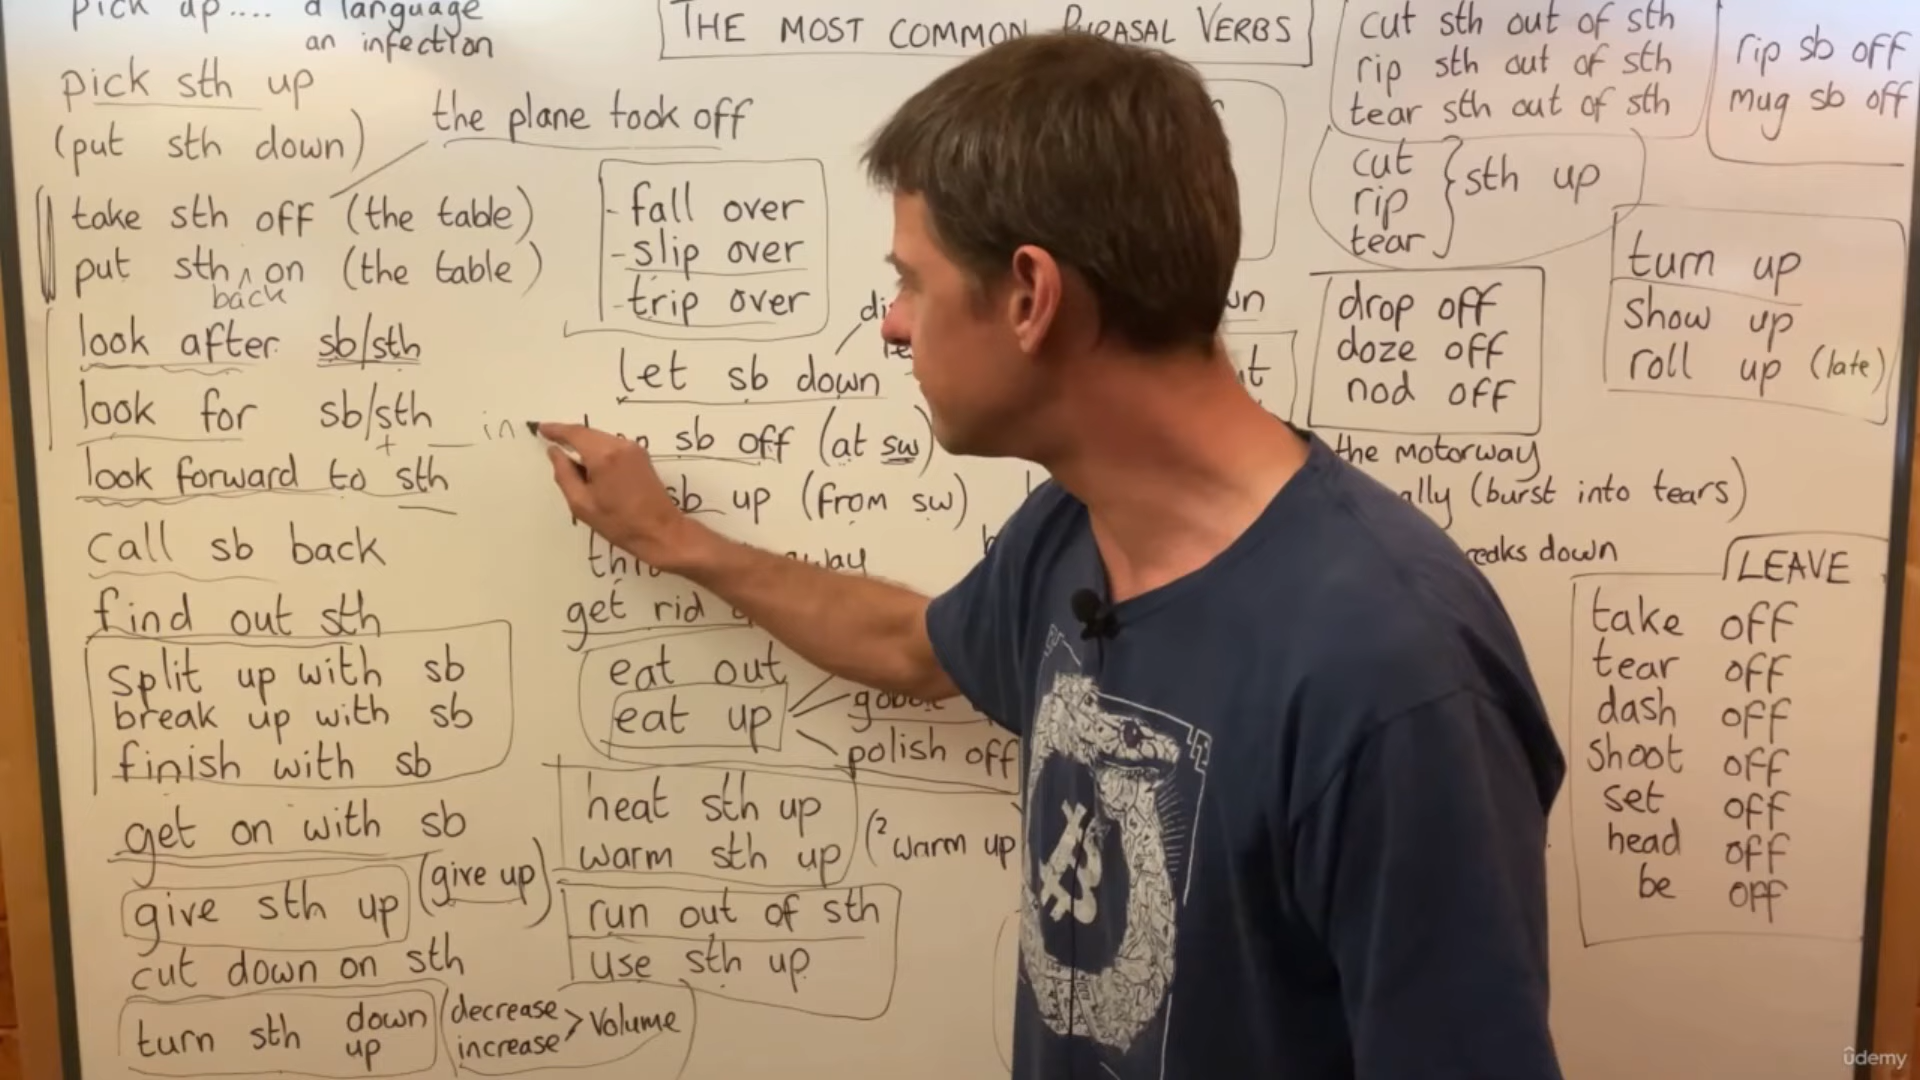 pick up.... a language
an infection
pick sth up
(put sth down)
the plane took off
take sth off (the table)
put sth ^ on (the table)
back
look after sb/sth
look for sb/sth
+
look forward to sth
call sb back
find out sth
split up with sb
break up with sb
finish with sb
get on with sb
give sth up (give up)
cut down on sth
turn sth down
up
decrease
increase > Volume
THE MOST COMMON PHRASAL VERBS
- fall over
- slip over
- trip over
let sb down
sb off (at sw)
sb up (from sw)
get rid
eat out
eat up
polish off
heat sth up
warm sth up
(2 warm up
run out of sth
use sth up
cut sth out of sth
rip sth out of sth
tear sth out of sth
cut
rip } sth up
tear
rip sb off
mug sb off
drop off
doze off
nod off
turn up
show up
roll up (late)
the motorway
(burst into tears)
down
LEAVE
take off
tear off
dash off
shoot off
set off
head off
be off
ûdemy